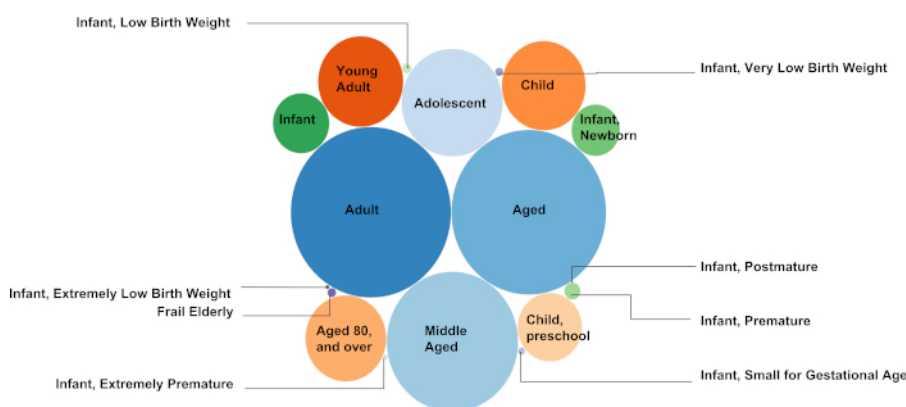 Infant, Low Birth Weight
Infant, Very Low Birth Weight
Young
Adult
Adolescent
Child
Infant
Infant,
Newborn
Adult
Aged
Infant, Postmature
Infant, Extremely Low Birth Weight
Frail Elderly
Infant, Premature
Aged 80,
and over
Middle
Aged
Child,
preschool
Infant, Extremely Premature
Infant, Small for Gestational Age